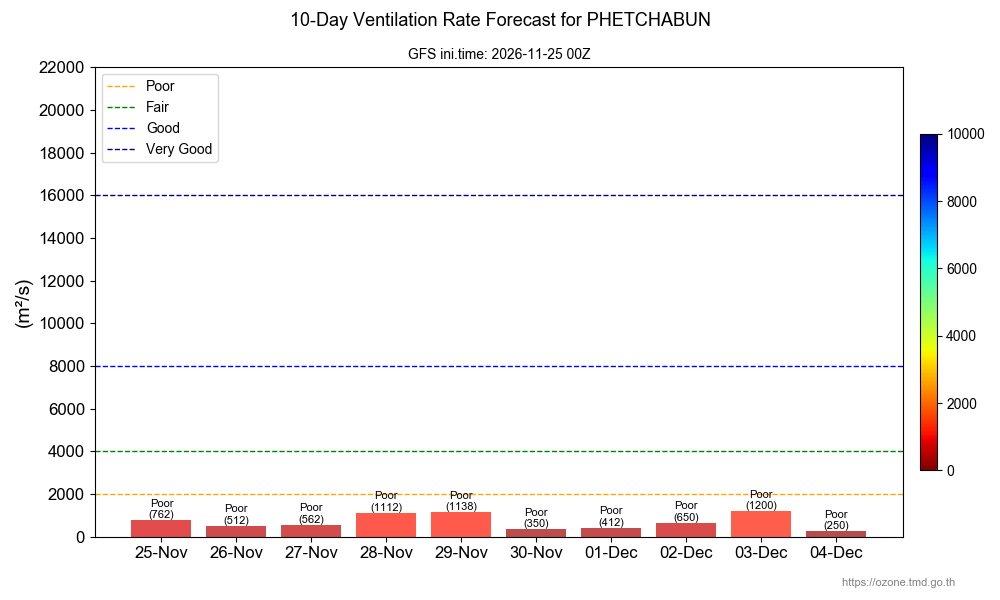 10-Day Ventilation Rate Forecast for PHETCHABUN
GFS ini.time: 2026-11-25 00Z
22000
20000
18000
16000
14000
12000
10000
8000
6000
4000
2000
0
(m²/s)
Poor
Fair
Good
Very Good
Poor
(762)
Poor
(512)
Poor
(562)
Poor
(1112)
Poor
(1138)
Poor
(350)
Poor
(412)
Poor
(650)
Poor
(1200)
Poor
(250)
25-Nov
26-Nov
27-Nov
28-Nov
29-Nov
30-Nov
01-Dec
02-Dec
03-Dec
04-Dec
10000
8000
6000
4000
2000
0
https://ozone.tmd.go.th